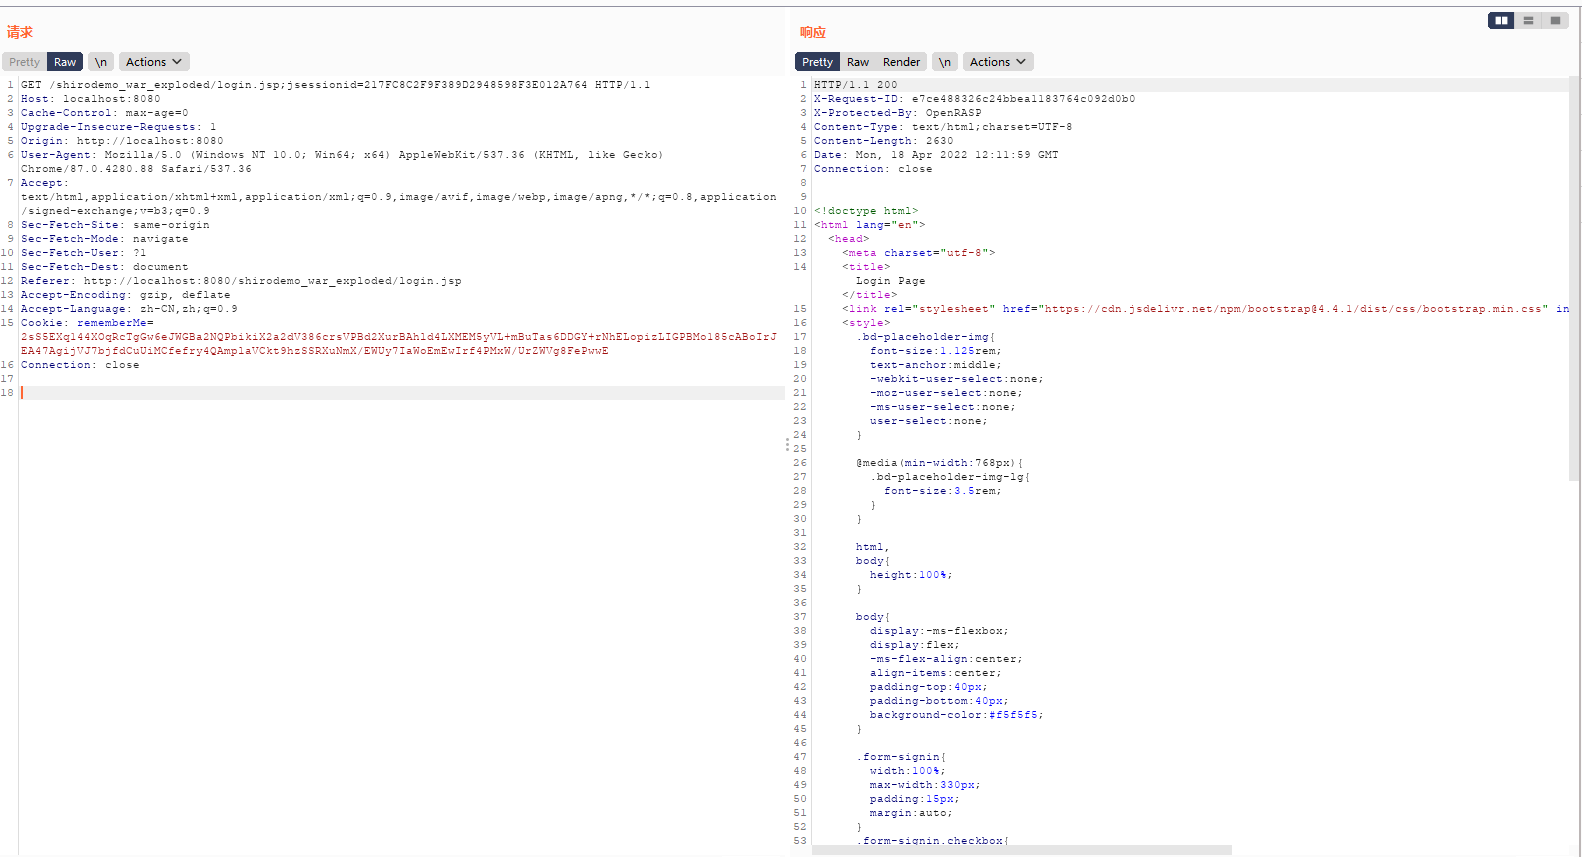 请求
Pretty Raw \n Actions
1 GET /shirodemo_war_exploded/login.jsp;jsessionid=217FC8C2F9F389D2948598F3E012A764 HTTP/1.1
2 Host: localhost:8080
3 Cache-Control: max-age=0
4 Upgrade-Insecure-Requests: 1
5 Origin: http://localhost:8080
6 User-Agent: Mozilla/5.0 (Windows NT 10.0; Win64; x64) AppleWebKit/537.36 (KHTML, like Gecko)
Chrome/87.0.4280.88 Safari/537.36
7 Accept:
text/html,application/xhtml+xml,application/xml;q=0.9,image/avif,image/webp,image/apng,*/*;q=0.8,application
/signed-exchange;v=b3;q=0.9
8 Sec-Fetch-Site: same-origin
9 Sec-Fetch-Mode: navigate
10 Sec-Fetch-User: ?1
11 Sec-Fetch-Dest: document
12 Referer: http://localhost:8080/shirodemo_war_exploded/login.jsp
13 Accept-Encoding: gzip, deflate
14 Accept-Language: zh-CN,zh;q=0.9
15 Cookie: rememberMe=
2sS5EXql44XOqRcTgGw6eJWGBa2NQPbikiX2a2dV386crsVPBd2XurBAhld4LXMEM5yVL+mBuTas6DDGY+rNhELopizLIGPBMo185cABoIrJ
EA47AgijVJ7bjfdCuUiMCfefry4QAmplaVCkt9hzSSRXuNmX/EWUy7IaWoEmEwIrf4PMxW/UrZWVg8FePwwE
16 Connection: close
17
18
响应
Pretty Raw Render \n Actions
1 HTTP/1.1 200
2 X-Request-ID: e7ce488326c24bbea1183764c092d0b0
3 X-Protected-By: OpenRASP
4 Content-Type: text/html;charset=UTF-8
5 Content-Length: 2630
6 Date: Mon, 18 Apr 2022 12:11:59 GMT
7 Connection: close
8
9
10 <!doctype html>
11 <html lang="en">
12 <head>
13 <meta charset="utf-8">
14 <title>
Login Page
</title>
15 <link rel="stylesheet" href="https://cdn.jsdelivr.net/npm/bootstrap@4.4.1/dist/css/bootstrap.min.css" in
16 <style>
17 .bd-placeholder-img{
18 font-size:1.125rem;
19 text-anchor:middle;
20 -webkit-user-select:none;
21 -moz-user-select:none;
22 -ms-user-select:none;
23 user-select:none;
24 }
25
26 @media(min-width:768px){
27 .bd-placeholder-img-lg{
28 font-size:3.5rem;
29 }
30 }
31
32 html,
33 body{
34 height:100%;
35 }
36
37 body{
38 display:-ms-flexbox;
39 display:flex;
40 -ms-flex-align:center;
41 align-items:center;
42 padding-top:40px;
43 padding-bottom:40px;
44 background-color:#f5f5f5;
45 }
46
47 .form-signin{
48 width:100%;
49 max-width:330px;
50 padding:15px;
51 margin:auto;
52 }
53 .form-signin.checkbox{